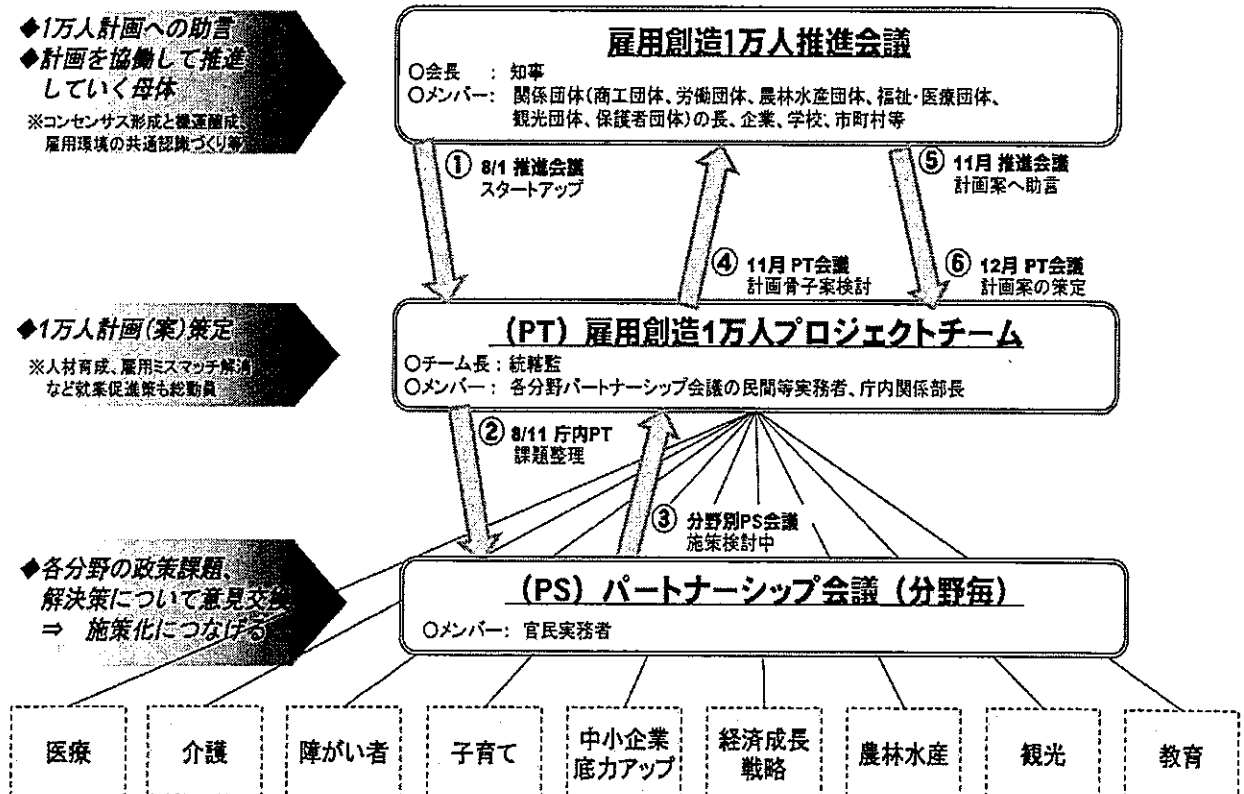 ◆1万人計画への助言
◆計画を協働して推進
していく母体
※コンセンサス形成と機運醸成、
雇用環境の共通認識づくり等
雇用創造1万人推進会議
○会長 : 知事
○メンバー: 関係団体(商工団体、労働団体、農林水産団体、福祉・医療団体、
観光団体、保護者団体)の長、企業、学校、市町村等
① 8/1 推進会議
スタートアップ
⑤ 11月 推進会議
計画案へ助言
④ 11月 PT会議
計画骨子案検討
⑥ 12月 PT会議
計画案の策定
◆1万人計画(案)策定
※人材育成、雇用ミスマッチ解消
など就業促進策も総動員
(PT) 雇用創造1万人プロジェクトチーム
○チーム長: 統轄監
○メンバー: 各分野パートナーシップ会議の民間等実務者、庁内関係部長
② 8/11 庁内PT
課題整理
③ 分野別PS会議
施策検討中
◆各分野の政策課題、
解決策について意見交換
⇒ 施策化につなげる
(PS) パートナーシップ会議 (分野毎)
○メンバー: 官民実務者
医療
介護
障がい者
子育て
中小企業
底力アップ
経済成長
戦略
農林水産
観光
教育